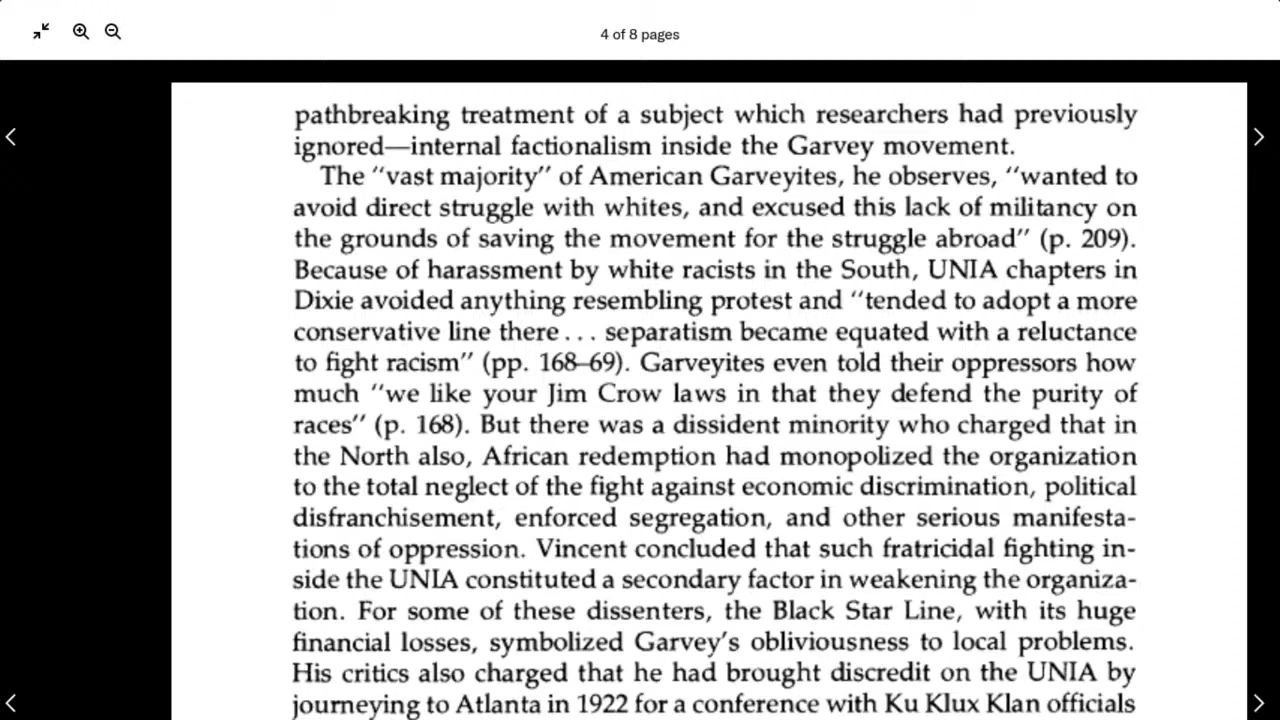 4 of 8 pages
pathbreaking treatment of a subject which researchers had previously
ignored—internal factionalism inside the Garvey movement.
The “vast majority” of American Garveyites, he observes, “wanted to
avoid direct struggle with whites, and excused this lack of militancy on
the grounds of saving the movement for the struggle abroad” (p. 209).
Because of harassment by white racists in the South, UNIA chapters in
Dixie avoided anything resembling protest and “tended to adopt a more
conservative line there . . . separatism became equated with a reluctance
to fight racism” (pp. 168–69). Garveyites even told their oppressors how
much “we like your Jim Crow laws in that they defend the purity of
races” (p. 168). But there was a dissident minority who charged that in
the North also, African redemption had monopolized the organization
to the total neglect of the fight against economic discrimination, political
disfranchisement, enforced segregation, and other serious manifesta-
tions of oppression. Vincent concluded that such fratricidal fighting in-
side the UNIA constituted a secondary factor in weakening the organiza-
tion. For some of these dissenters, the Black Star Line, with its huge
financial losses, symbolized Garvey’s obliviousness to local problems.
His critics also charged that he had brought discredit on the UNIA by
journeying to Atlanta in 1922 for a conference with Ku Klux Klan officials